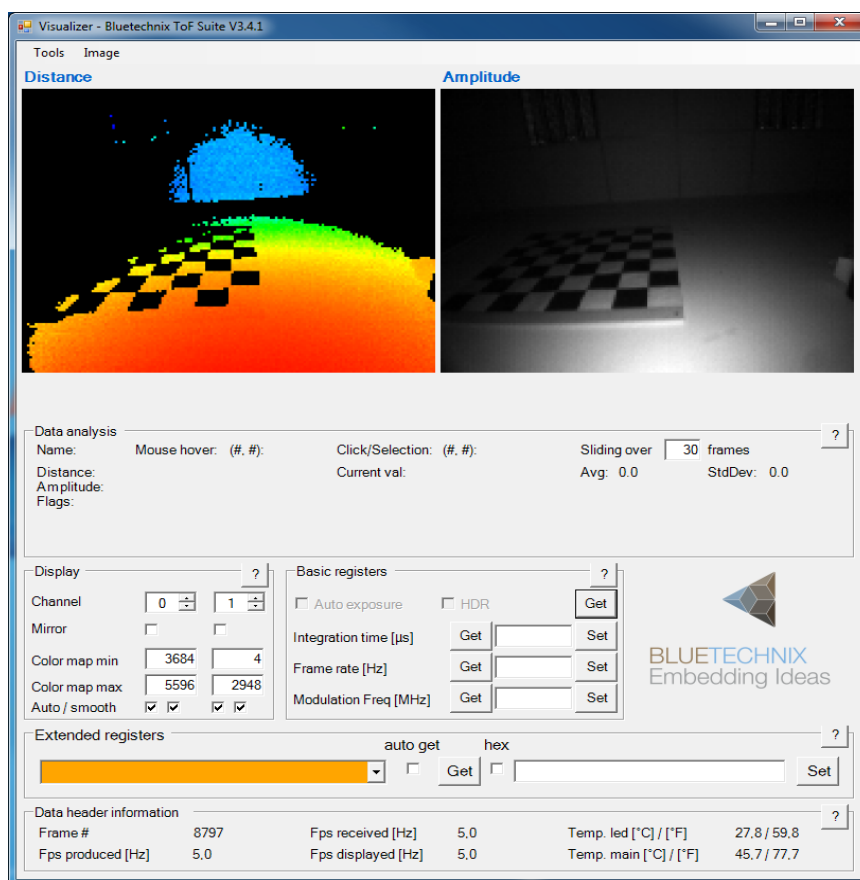 Visualizer - Bluetechnix ToF Suite V3.4.1
Tools Image
Distance Amplitude
Data analysis ?
Name: Mouse hover: (#, #): Click/Selection: (#, #): Sliding over 30 frames
Distance: Current val: Avg: 0.0 StdDev: 0.0
Amplitude:
Flags:
Display ? Basic registers ?
Channel 0 1 Auto exposure HDR Get
Mirror Integration time [µs] Get Set
Color map min 3684 4 Frame rate [Hz] Get Set
Color map max 5596 2948 Modulation Freq [MHz] Get Set
Auto / smooth
BLUETECHNIX
Embedding Ideas
Extended registers ?
auto get hex
Get Set
Data header information ?
Frame # 8797 Fps received [Hz] 5,0 Temp. led [°C] / [°F] 27,8 / 59,8
Fps produced [Hz] 5,0 Fps displayed [Hz] 5,0 Temp. main [°C] / [°F] 45,7 / 77,7